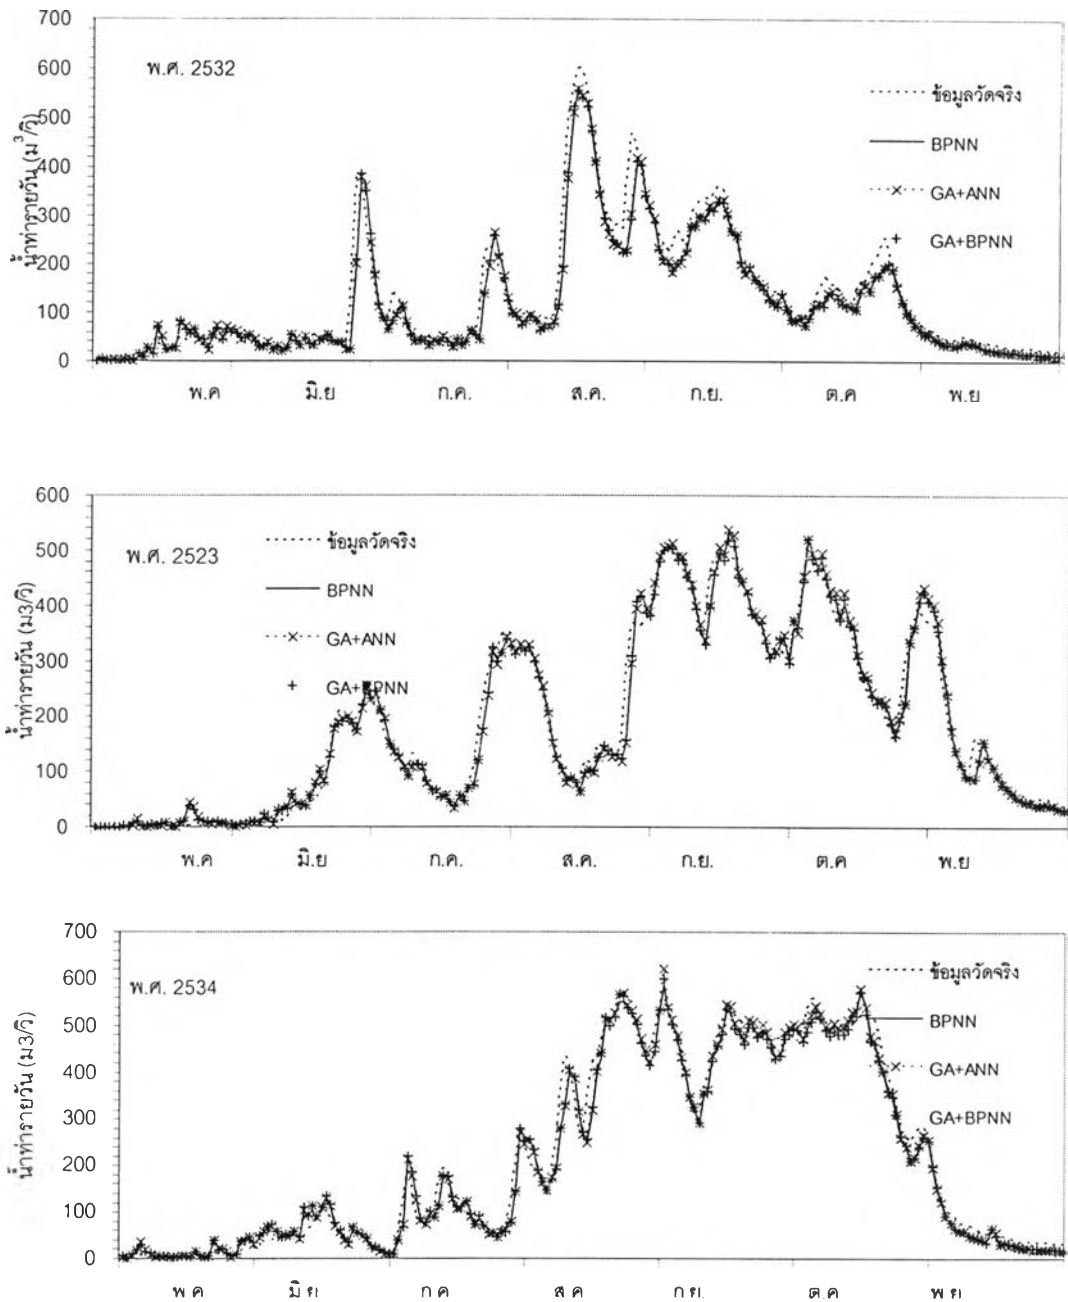 700
600
500
400
300
200
100
0
น้ำท่ารายวัน (ม³/วิ)
พ.ศ. 2532
ข้อมูลวัดจริง
BPNN
GA+ANN
GA+BPNN
พ.ค มิ.ย ก.ค. ส.ค. ก.ย. ต.ค พ.ย
600
500
400
300
200
100
0
น้ำท่ารายวัน (ม3/วิ)
พ.ศ. 2523
ข้อมูลวัดจริง
BPNN
GA+ANN
GA+BPNN
พ.ค มิ.ย ก.ค. ส.ค. ก.ย. ต.ค พ.ย
700
600
500
400
300
200
100
0
น้ำท่ารายวัน (ม3/วิ)
พ.ศ. 2534
ข้อมูลวัดจริง
BPNN
GA+ANN
GA+BPNN
พ.ค มิ.ย ก.ค ส.ค ก.ย. ต.ค พ.ย